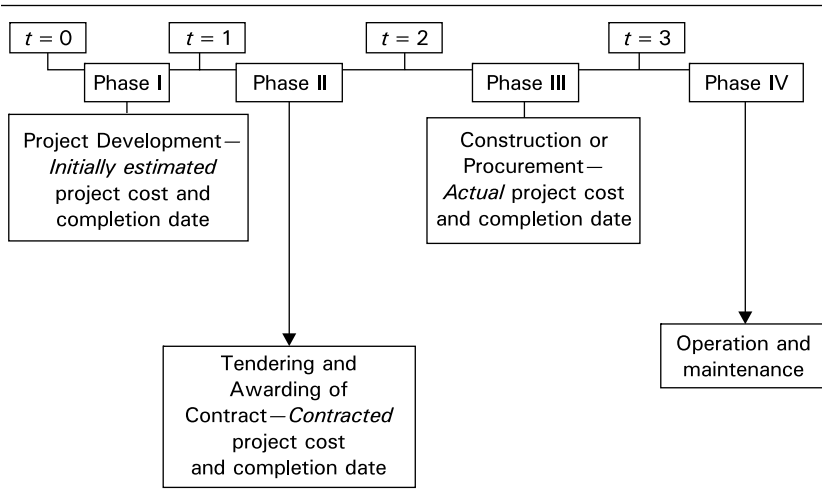 t = 0
t = 1
t = 2
t = 3
Phase I
Phase II
Phase III
Phase IV
Project Development—
Initially estimated
project cost and
completion date
Construction or
Procurement—
Actual project cost
and completion date
Tendering and
Awarding of
Contract—Contracted
project cost
and completion date
Operation and
maintenance